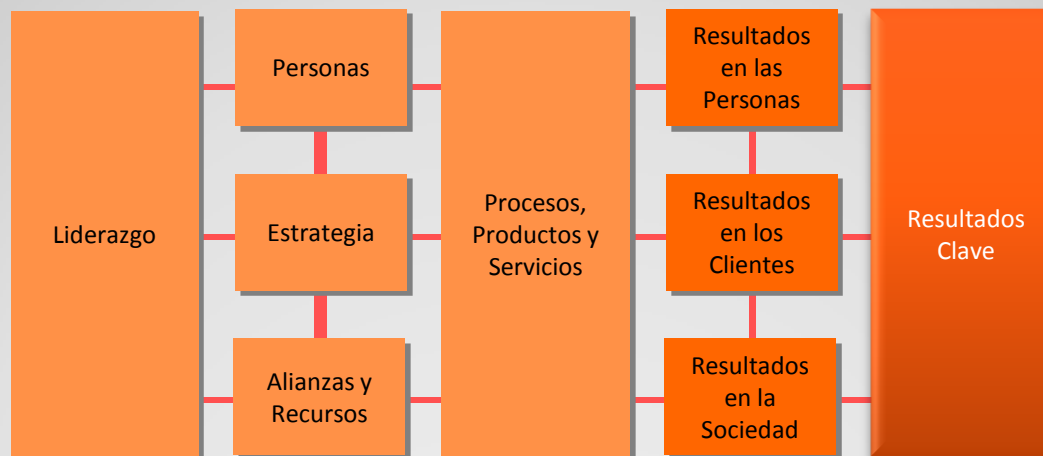 Liderazgo
Personas
Estrategia
Alianzas y
Recursos
Procesos,
Productos y
Servicios
Resultados
en las
Personas
Resultados
en los
Clientes
Resultados
en la
Sociedad
Resultados
Clave